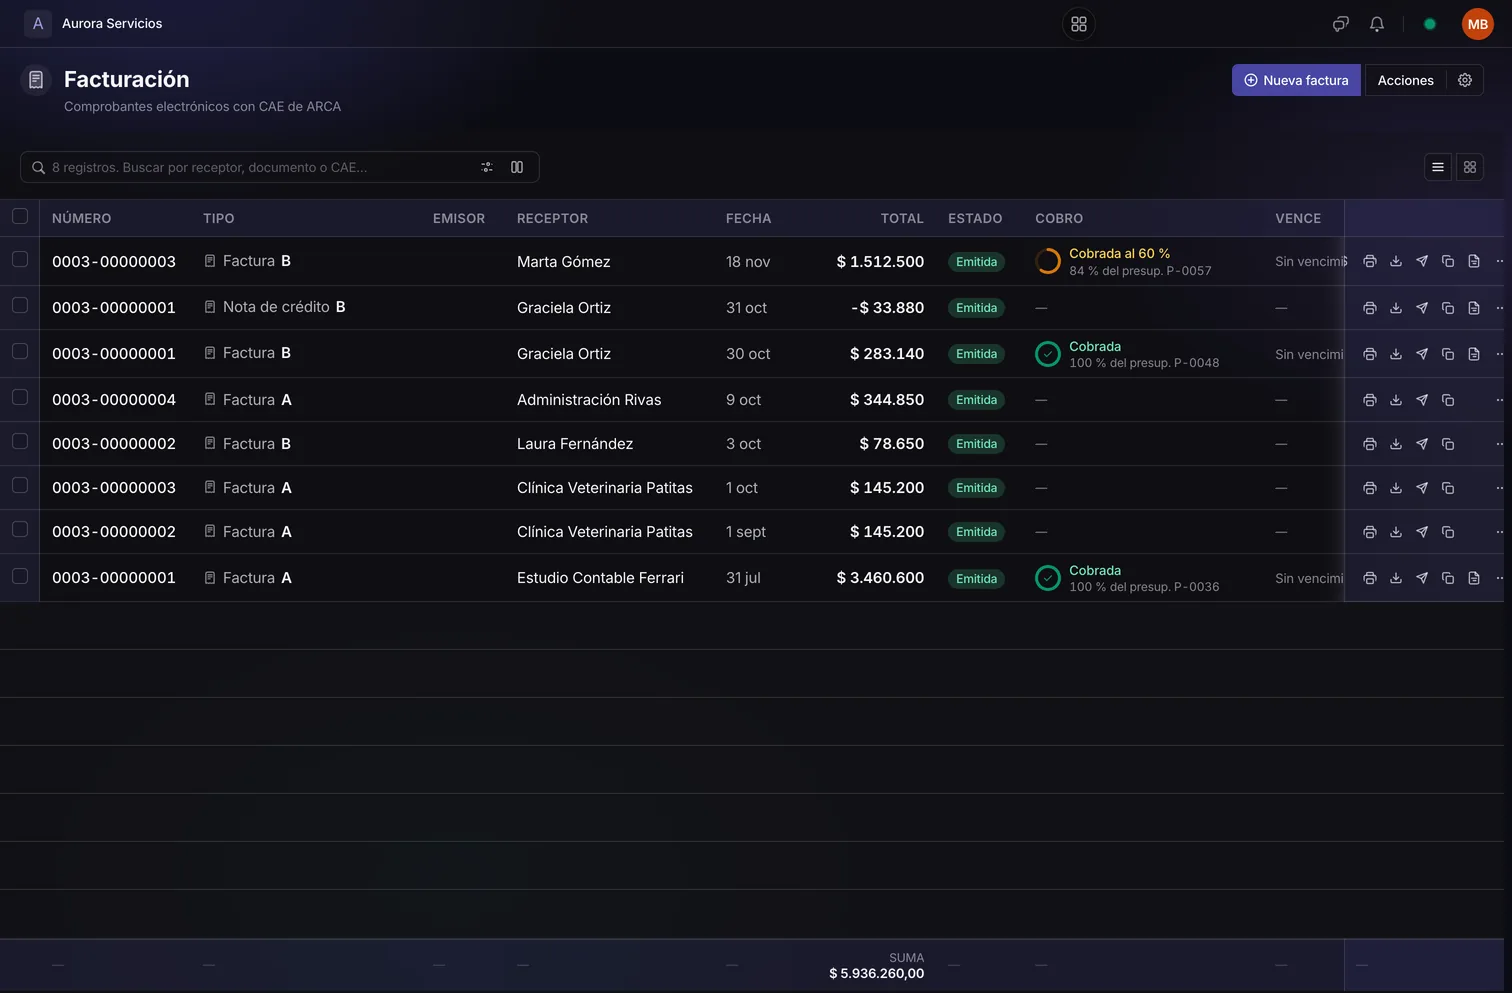 A Aurora Servicios MB
Facturación
Comprobantes electrónicos con CAE de ARCA
Nueva factura Acciones
8 registros. Buscar por receptor, documento o CAE...
NÚMERO TIPO EMISOR RECEPTOR FECHA TOTAL ESTADO COBRO VENCE
0003-00000003 Factura B Marta Gómez 18 nov $ 1.512.500 Emitida Cobrada al 60 % Sin vencimi
84 % del presup. P-0057
0003-00000001 Nota de crédito B Graciela Ortiz 31 oct -$ 33.880 Emitida — —
0003-00000001 Factura B Graciela Ortiz 30 oct $ 283.140 Emitida Cobrada Sin vencimi
100 % del presup. P-0048
0003-00000004 Factura A Administración Rivas 9 oct $ 344.850 Emitida — —
0003-00000002 Factura B Laura Fernández 3 oct $ 78.650 Emitida — —
0003-00000003 Factura A Clínica Veterinaria Patitas 1 oct $ 145.200 Emitida — —
0003-00000002 Factura A Clínica Veterinaria Patitas 1 sept $ 145.200 Emitida — —
0003-00000001 Factura A Estudio Contable Ferrari 31 jul $ 3.460.600 Emitida Cobrada Sin vencimi
100 % del presup. P-0036
SUMA
— — — — — $ 5.936.260,00 — — — —